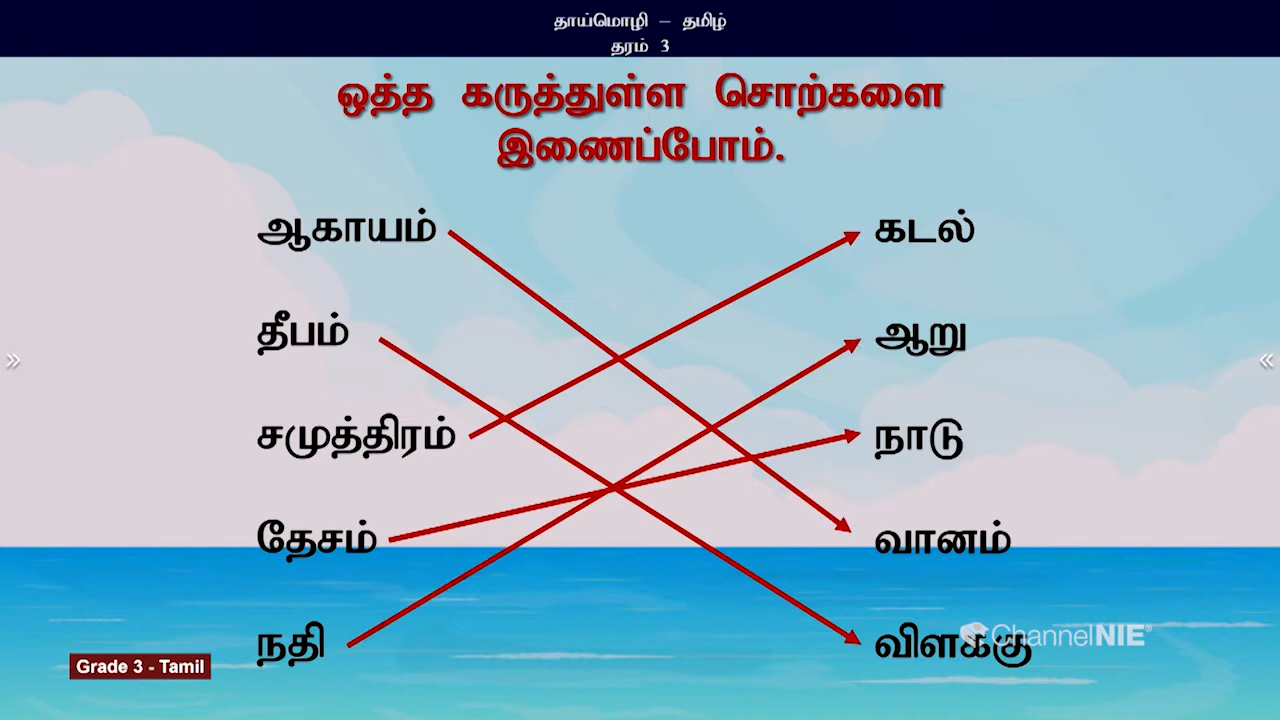 தாய்மொழி – தமிழ்
தரம் 3
ஒத்த கருத்துள்ள சொற்களை
இணைப்போம்.
ஆகாயம் கடல்
தீபம் ஆறு
சமுத்திரம் நாடு
தேசம் வானம்
நதி விளக்கு
ChannelNIE®
Grade 3 - Tamil